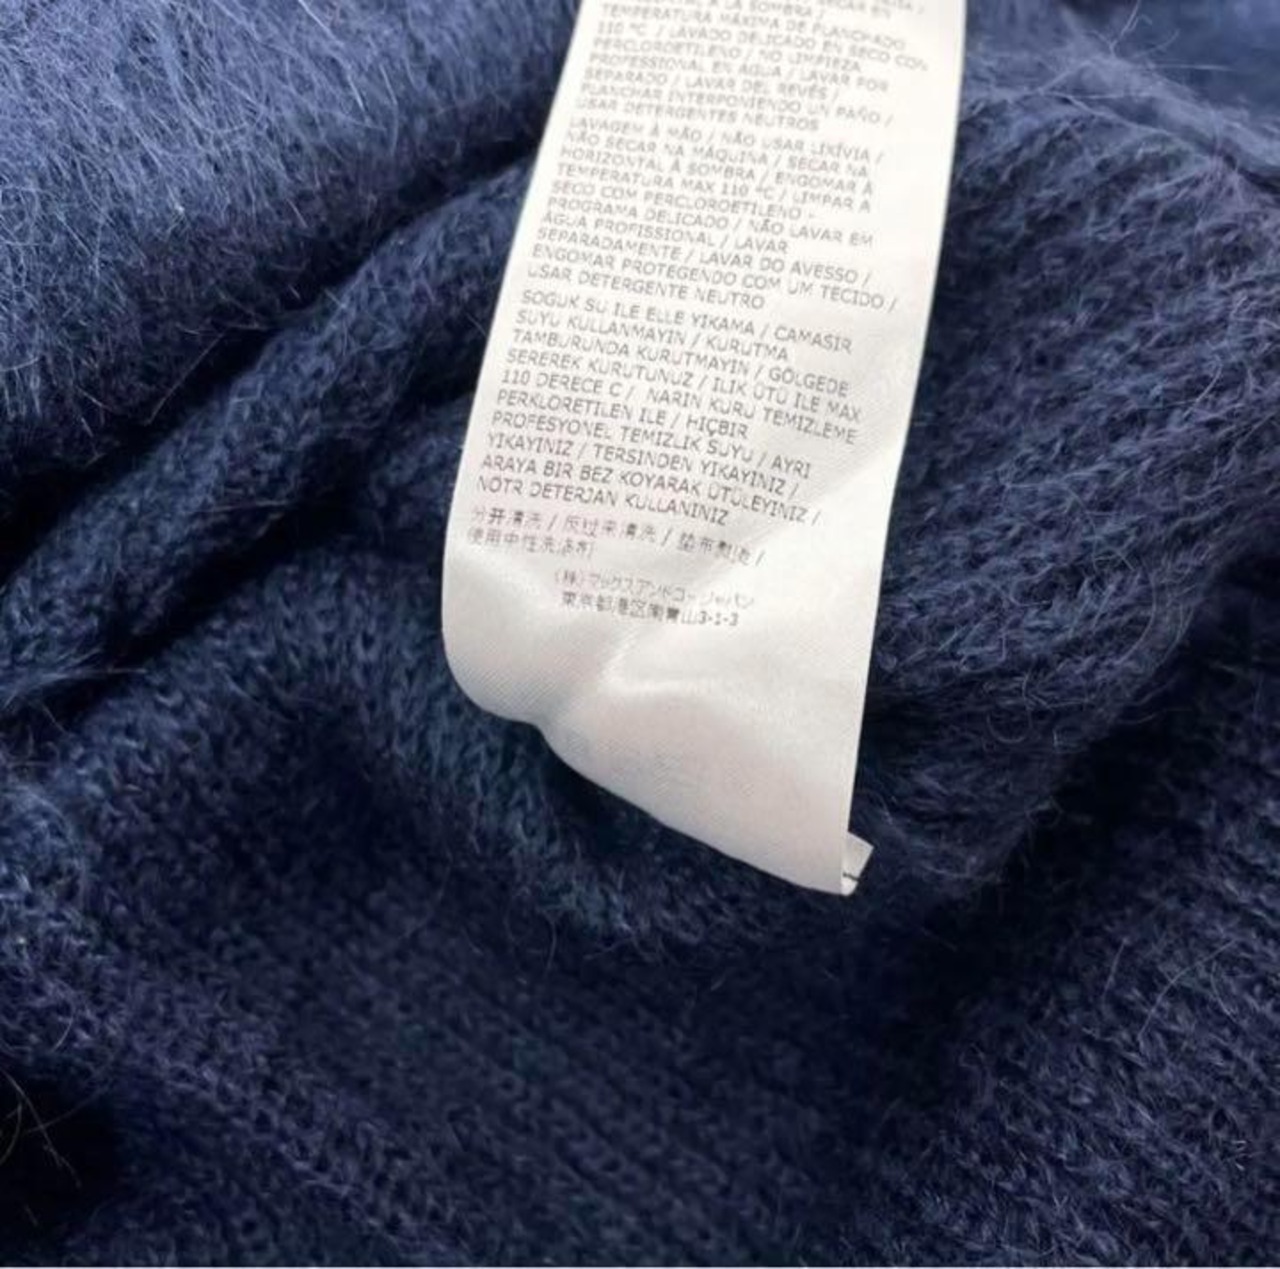 TEMPERATURA MÁXIMA DE PLANCHADO
110 °C / LAVADO DELICADO EN SECO CON
PERCLOROETILENO / NO LIMPIEZA
PROFESSIONAL EN AGUA / LAVAR POR
SEPARADO / LAVAR DEL REVÉS /
PLANCHAR INTERPONIENDO UN PAÑO /
USAR DETERGENTES NEUTROS
LAVAGEM À MÃO / NÃO USAR LIXÍVIA /
NÃO SECAR NA MÁQUINA / SECAR NA
HORIZONTAL À SOMBRA / ENGOMAR À
TEMPERATURA MAX 110 °C / LIMPAR A
SECO COM PERCLOROETILENO -
PROGRAMA DELICADO / NÃO LAVAR EM
ÁGUA PROFISSIONAL / LAVAR
SEPARADAMENTE / LAVAR DO AVESSO /
ENGOMAR PROTEGENDO COM UM TECIDO /
USAR DETERGENTE NEUTRO
SOGUK SU ILE ELLE YIKAMA / CAMASIR
SUYU KULLANMAYIN / KURUTMA
TAMBURUNDA KURUTMAYIN / GÖLGEDE
SEREREK KURUTUNUZ / ILIK ÜTÜ ILE MAX
110 DERECE C / NARIN KURU TEMIZLEME
PERKLORETILEN ILE / HIÇBIR
PROFESYONEL TEMIZLIK SUYU / AYRI
YIKAYINIZ / TERSINDEN YIKAYINIZ /
ARAYA BIR BEZ KOYARAK ÜTÜLEYINIZ /
NÖTR DETERJAN KULLANINIZ
分开清洗 / 反过来清洗 / 垫布熨烫 /
使用中性洗涤剂
(株)マックスアンドコージャパン
東京都港区南青山3-1-3